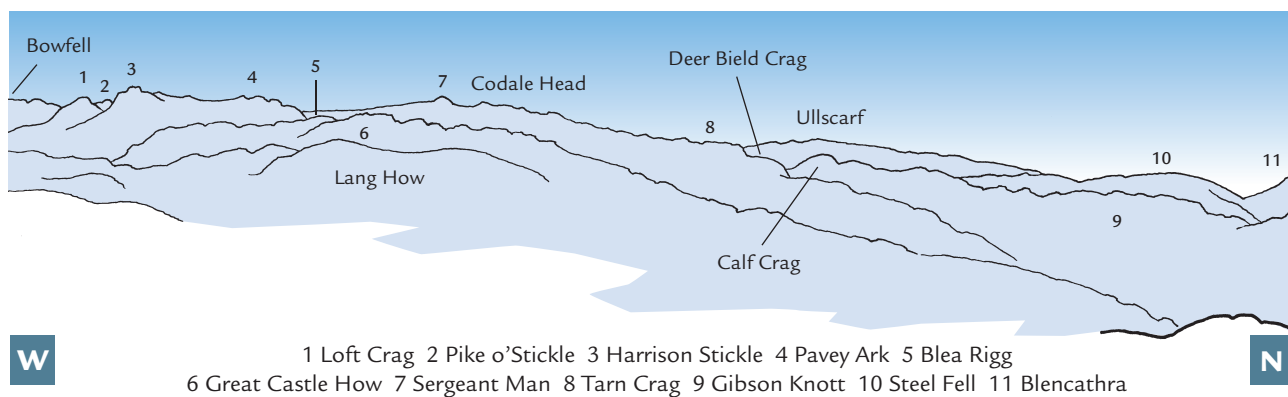 Bowfell
1
2
3
4
5
7
Codale Head
Deer Bield Crag
8
Ullscarf
10
11
6
Lang How
9
Calf Crag
W
N
1 Loft Crag 2 Pike o'Stickle 3 Harrison Stickle 4 Pavey Ark 5 Blea Rigg
6 Great Castle How 7 Sergeant Man 8 Tarn Crag 9 Gibson Knott 10 Steel Fell 11 Blencathra